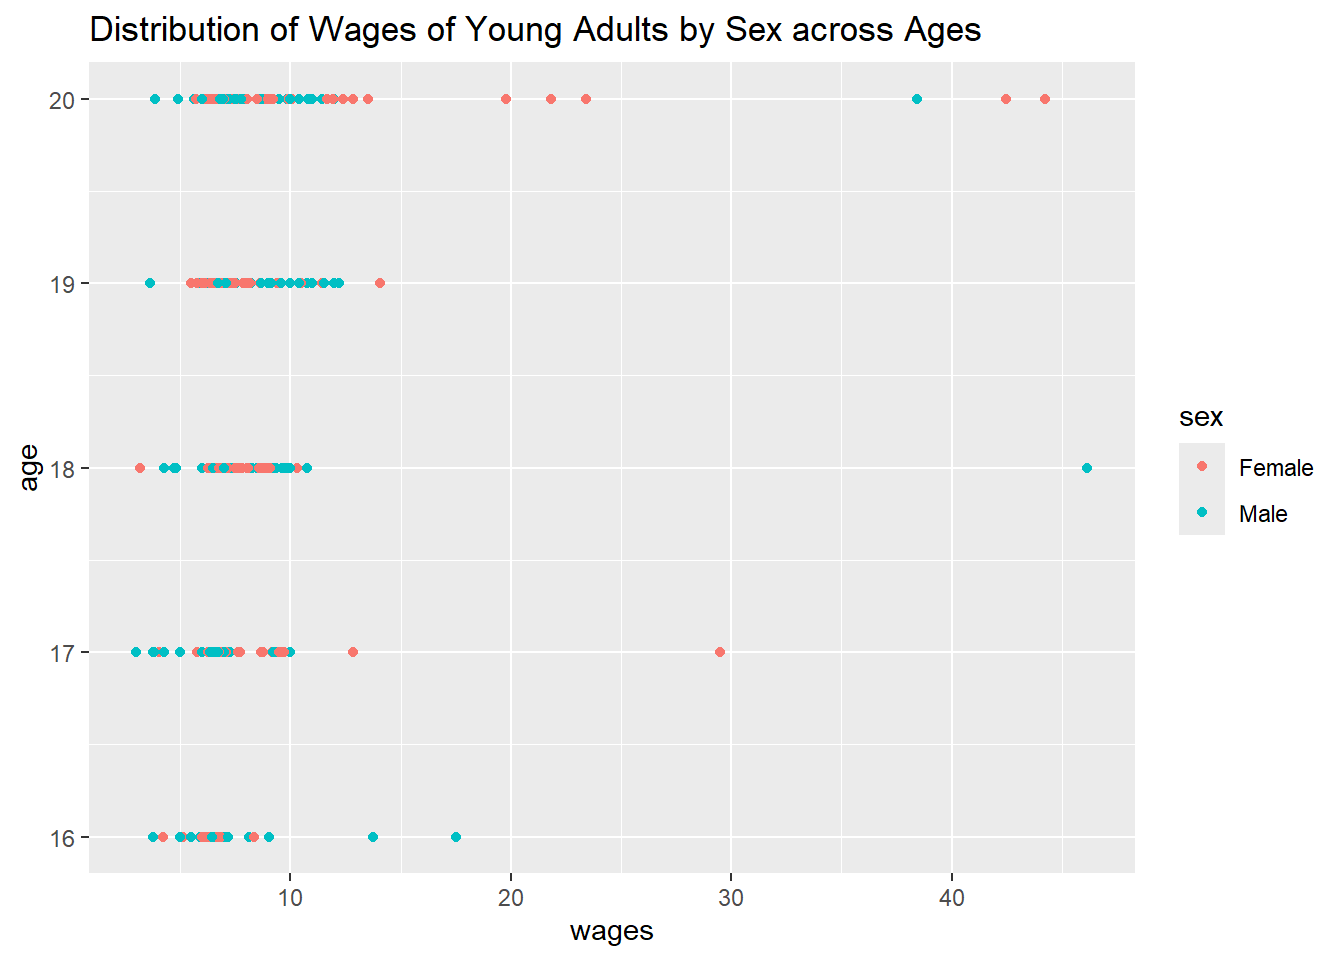 Distribution of Wages of Young Adults by Sex across Ages
20
19
18
17
16
age
10 20 30 40
wages
sex
Female
Male